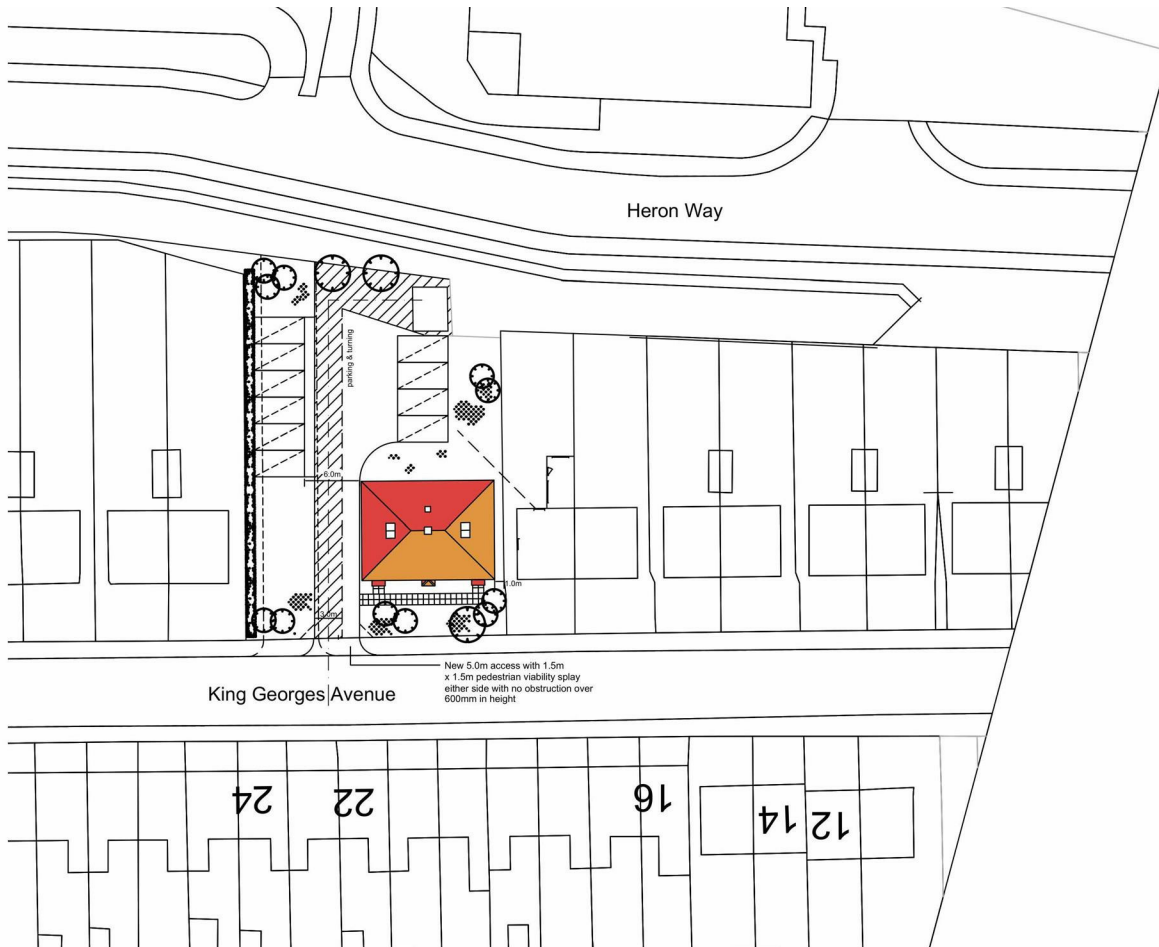 Heron Way
parking & turning
6.0m
1.0m
3.0m
New 5.0m access with 1.5m
x 1.5m pedestrian viability splay
either side with no obstruction over
600mm in height
King Georges Avenue
24
22
16
14
12